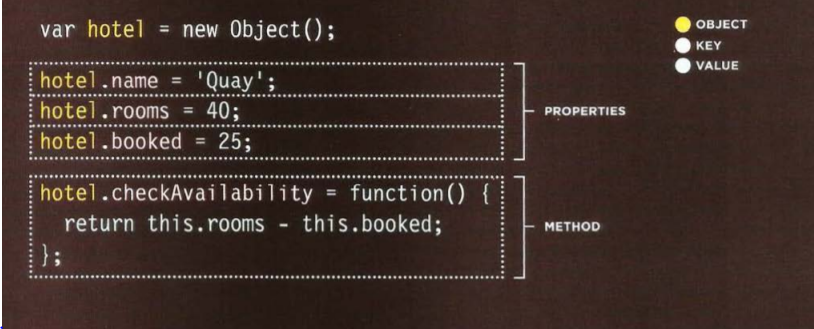 var hotel = new Object();
OBJECT
KEY
VALUE
hotel.name = 'Quay';
hotel.rooms = 40;
hotel.booked = 25;
PROPERTIES
hotel.checkAvailability = function() {
return this.rooms - this.booked;
};
METHOD